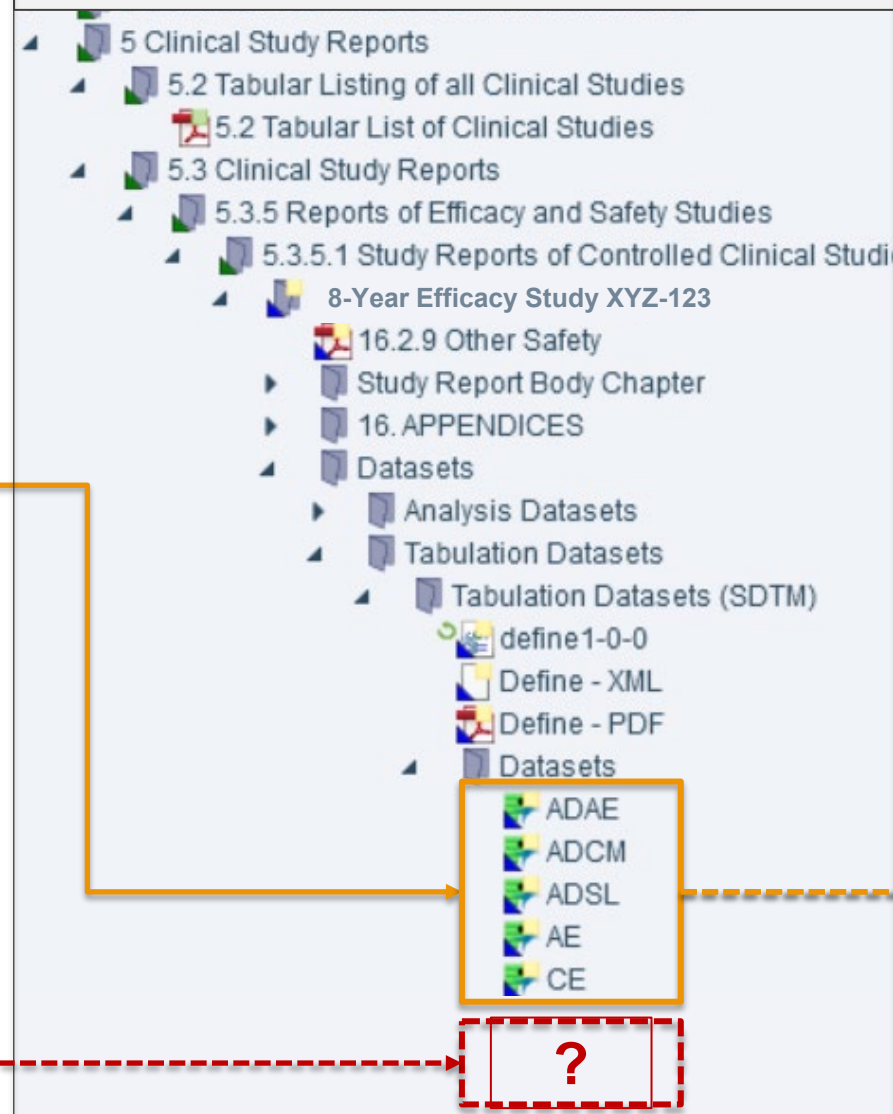 5 Clinical Study Reports
5.2 Tabular Listing of all Clinical Studies
5.2 Tabular List of Clinical Studies
5.3 Clinical Study Reports
5.3.5 Reports of Efficacy and Safety Studies
5.3.5.1 Study Reports of Controlled Clinical
8-Year Efficacy Study XYZ-123
16.2.9 Other Safety
Study Report Body Chapter
16. APPENDICES
Datasets
Analysis Datasets
Tabulation Datasets
Tabulation Datasets (SDTM)
define1-0-0
Define - XML
Define - PDF
Datasets
ADAE
ADCM
ADSL
AE
CE
?